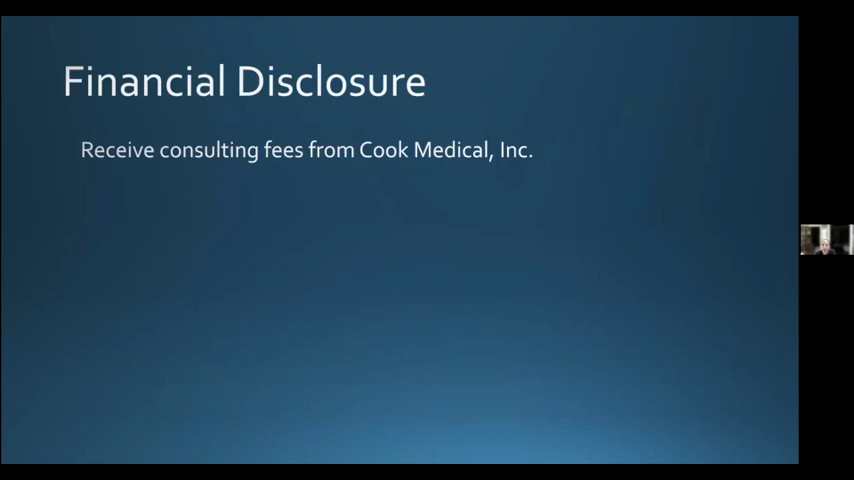 Financial Disclosure
Receive consulting fees from Cook Medical, Inc.